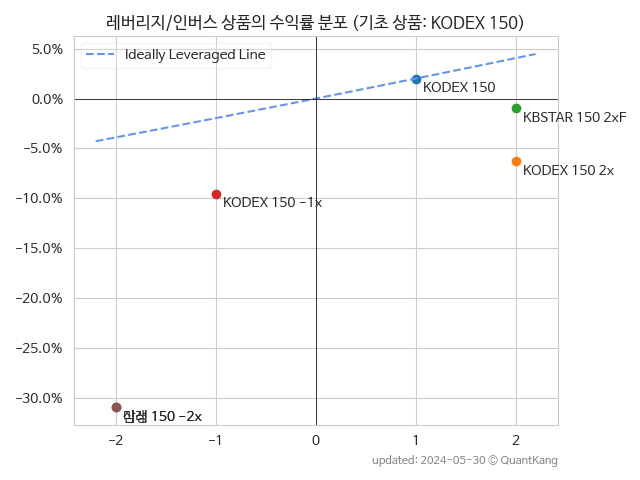 레버리지/인버스 상품의 수익률 분포 (기초 상품: KODEX 150)
5.0%
Ideally Leveraged Line
KODEX 150
0.0%
KBSTAR 150 2xF
−5.0%
KODEX 150 2x
−10.0%
KODEX 150 −1x
−15.0%
−20.0%
−25.0%
−30.0%
150 −2x
−2
−1
0
1
2
updated: 2024-05-30 © QuantKang